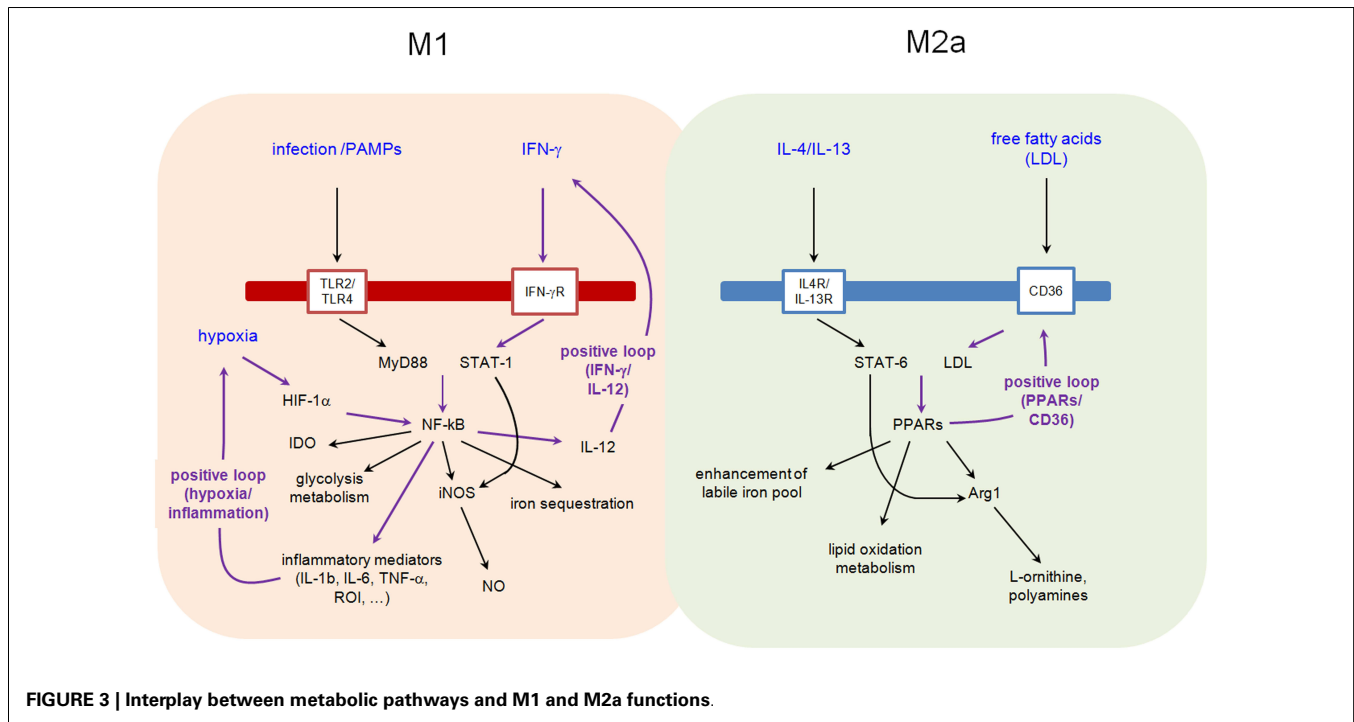 M1
M2a
infection /PAMPs
IFN-γ
IL-4/IL-13
free fatty acids
(LDL)
TLR2/
TLR4
IFN-γR
IL4R/
IL-13R
CD36
hypoxia
MyD88
STAT-1
positive loop
(IFN-γ/
IL-12)
STAT-6
LDL
HIF-1α
positive loop
(PPARs/
CD36)
NF-kB
PPARs
IDO
IL-12
glycolysis
metabolism
positive loop
(hypoxia/
inflammation)
iNOS
iron sequestration
enhancement of
labile iron pool
Arg1
inflammatory mediators
(IL-1b, IL-6, TNF-α,
ROI, …)
NO
lipid oxidation
metabolism
L-ornithine,
polyamines
FIGURE 3 | Interplay between metabolic pathways and M1 and M2a functions.